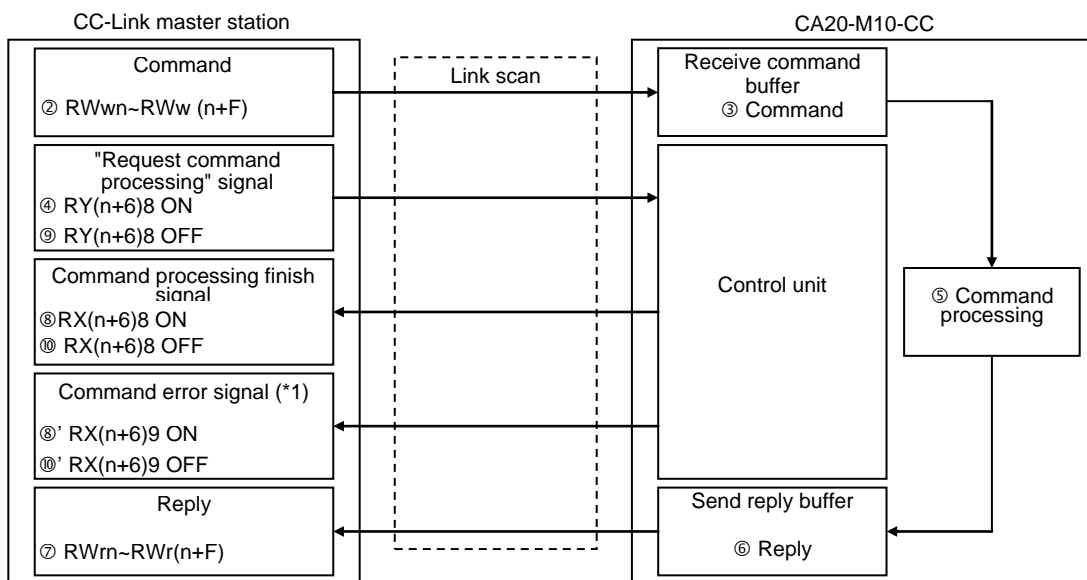 CC-Link master station
CA20-M10-CC
Command
② RWwn~RWw (n+F)
Link scan
Receive command
buffer
③ Command
"Request command
processing" signal
④ RY(n+6)8 ON
⑨ RY(n+6)8 OFF
Command processing finish
signal
⑧RX(n+6)8 ON
⑩ RX(n+6)8 OFF
Control unit
⑤ Command
processing
Command error signal (*1)
⑧' RX(n+6)9 ON
⑩' RX(n+6)9 OFF
Reply
⑦ RWrn~RWr(n+F)
Send reply buffer
⑥ Reply